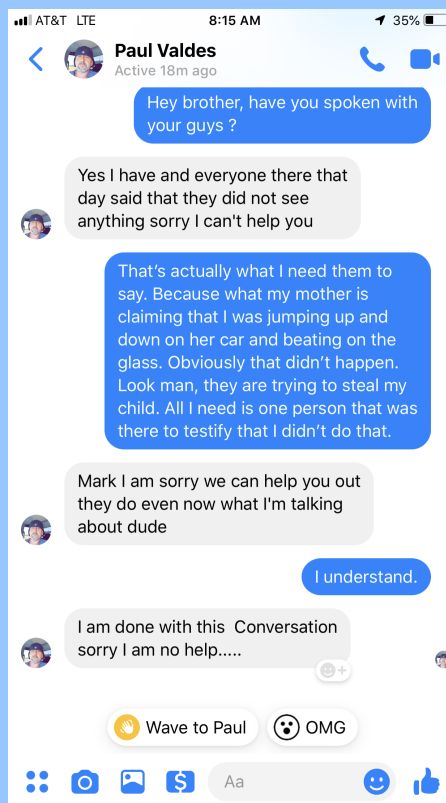 AT&T LTE 8:15 AM 35%
Paul Valdes
Active 18m ago
Hey brother, have you spoken with
your guys ?
Yes I have and everyone there that
day said that they did not see
anything sorry I can't help you
That’s actually what I need them to
say. Because what my mother is
claiming that I was jumping up and
down on her car and beating on the
glass. Obviously that didn’t happen.
Look man, they are trying to steal my
child. All I need is one person that was
there to testify that I didn’t do that.
Mark I am sorry we can help you out
they do even now what I'm talking
about dude
I understand.
I am done with this Conversation
sorry I am no help.....
Wave to Paul OMG
Aa